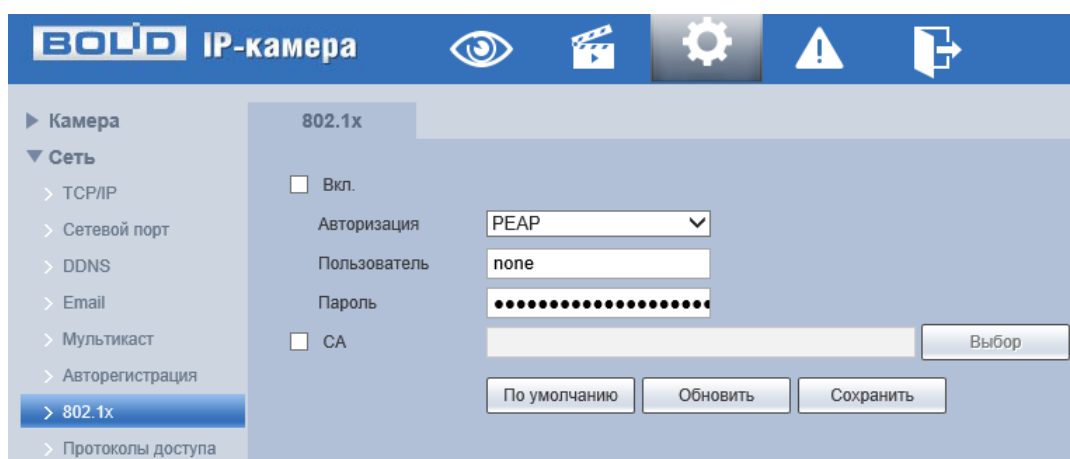 BOLID IP-камера
Камера
802.1x
Сеть
TCP/IP
Сетевой порт
DDNS
Email
Мультикаст
Авторегистрация
802.1x
Протоколы доступа
Вкл.
Авторизация PEAP
Пользователь none
Пароль ●●●●●●●●●●●●●●●●●●●●
CA Выбор
По умолчанию Обновить Сохранить